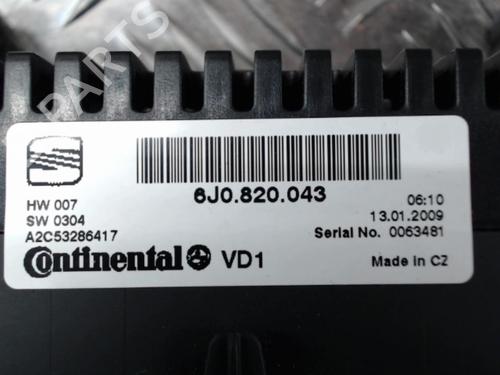 PARTS
6J0.820.043
HW 007
SW 0304
A2C53286417
06:10
13.01.2009
Serial No. 0063481
Continental VD1
Made in CZ